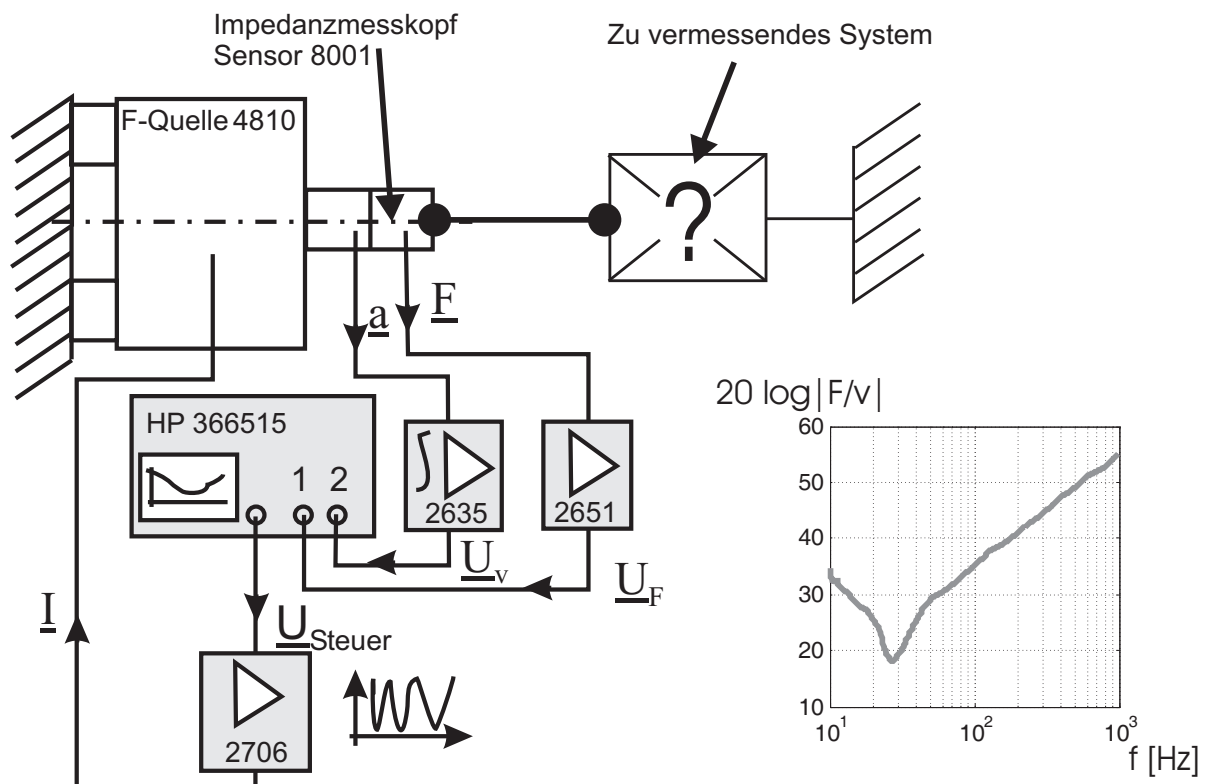 Impedanzmesskopf
Sensor 8001
Zu vermessendes System
F-Quelle 4810
?
a
F
HP 366515
1 2
2635
2651
U_v
U_F
I
U_Steuer
2706
20 log|F/v|
60
50
40
30
20
10
10^1
10^2
10^3
f [Hz]